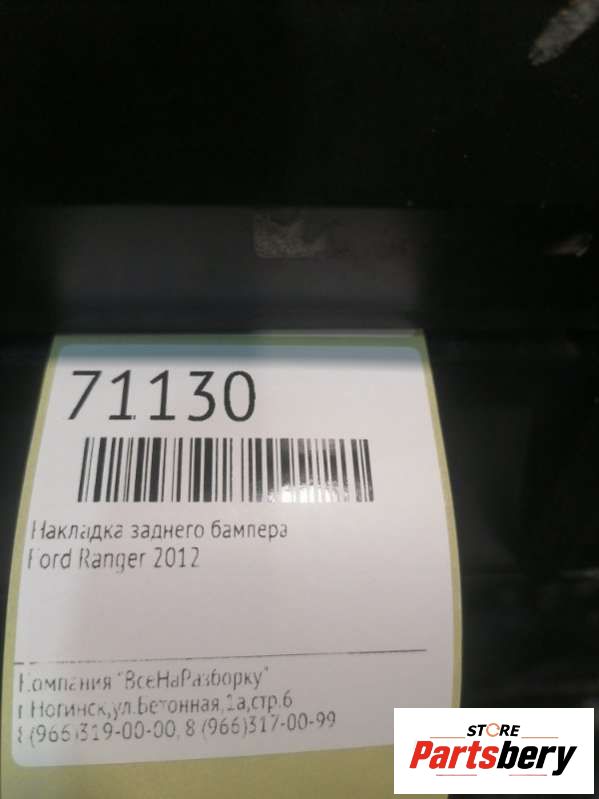 71130
Накладка заднего бампера
Ford Ranger 2012
Компания "ВсеНаРазборку"
г Ногинск,ул.Бетонная,2а,стр.6
8 (966)319-00-00, 8 (966)317-00-99
STORE
Partsbery